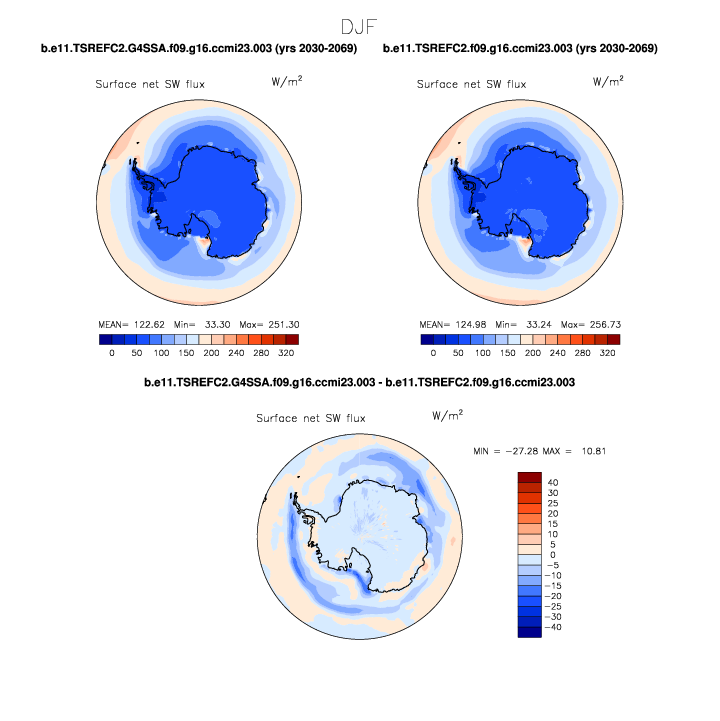 DJF
b.e11.TSREFC2.G4SSA.f09.g16.ccmi23.003 (yrs 2030-2069) b.e11.TSREFC2.f09.g16.ccmi23.003 (yrs 2030-2069)
Surface net SW flux W/m² Surface net SW flux W/m²
MEAN= 122.62 Min= 33.30 Max= 251.30 MEAN= 124.98 Min= 33.24 Max= 256.73
0 50 100 150 200 240 280 320 0 50 100 150 200 240 280 320
b.e11.TSREFC2.G4SSA.f09.g16.ccmi23.003 - b.e11.TSREFC2.f09.g16.ccmi23.003
Surface net SW flux W/m²
MIN = -27.28 MAX = 10.81
40
30
25
20
15
10
5
0
-5
-10
-15
-20
-25
-30
-40